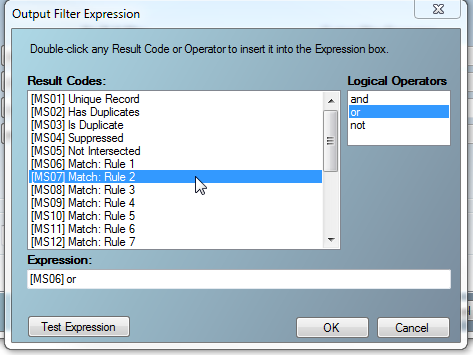 Output Filter Expression
Double-click any Result Code or Operator to insert it into the Expression box.
Result Codes:
[MS01] Unique Record
[MS02] Has Duplicates
[MS03] Is Duplicate
[MS04] Suppressed
[MS05] Not Intersected
[MS06] Match: Rule 1
[MS07] Match: Rule 2
[MS08] Match: Rule 3
[MS09] Match: Rule 4
[MS10] Match: Rule 5
[MS11] Match: Rule 6
[MS12] Match: Rule 7
Logical Operators
and
or
not
Expression:
[MS06] or
Test Expression
OK
Cancel